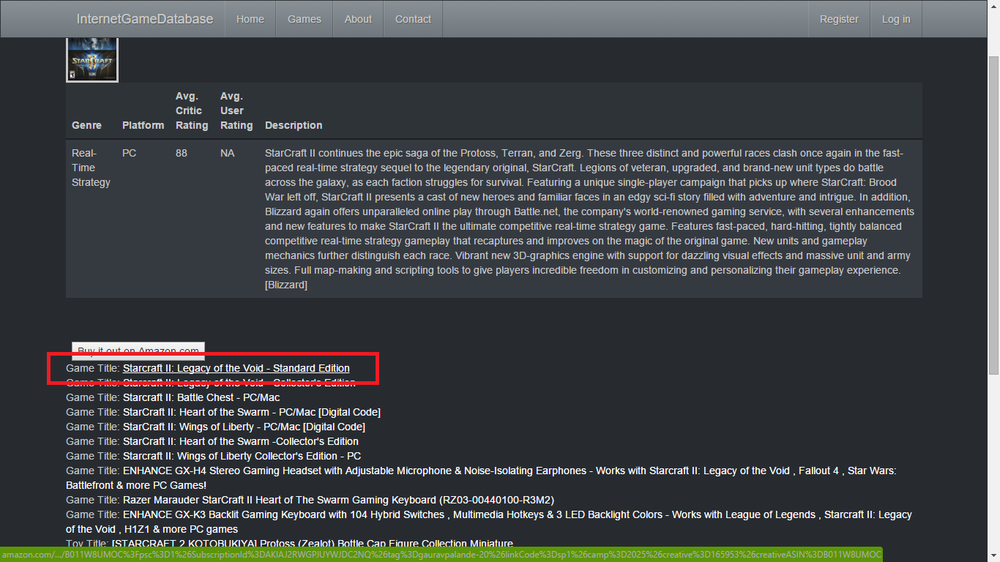 InternetGameDatabase Home Games About Contact Register Log in
STARCRAFT
Avg. Avg.
Critic User
Genre Platform Rating Rating Description
Real- PC 88 NA StarCraft II continues the epic saga of the Protoss, Terran, and Zerg. These three distinct and powerful races clash once again in the fast-
Time paced real-time strategy sequel to the legendary original, StarCraft. Legions of veteran, upgraded, and brand-new unit types do battle
Strategy across the galaxy, as each faction struggles for survival. Featuring a unique single-player campaign that picks up where StarCraft: Brood
War left off, StarCraft II presents a cast of new heroes and familiar faces in an edgy sci-fi story filled with adventure and intrigue. In addition,
Blizzard again offers unparalleled online play through Battle.net, the company's world-renowned gaming service, with several enhancements
and new features to make StarCraft II the ultimate competitive real-time strategy game. Features fast-paced, hard-hitting, tightly balanced
competitive real-time strategy gameplay that recaptures and improves on the magic of the original game. New units and gameplay
mechanics further distinguish each race. Vibrant new 3D-graphics engine with support for dazzling visual effects and massive unit and army
sizes. Full map-making and scripting tools to give players incredible freedom in customizing and personalizing their gameplay experience.
[Blizzard]
Buy it out on Amazon.com
Game Title: Starcraft II: Legacy of the Void - Standard Edition
Game Title: Starcraft II: Legacy of the Void - Collector's Edition
Game Title: Starcraft II: Battle Chest - PC/Mac
Game Title: StarCraft II: Heart of the Swarm - PC/Mac [Digital Code]
Game Title: StarCraft II: Wings of Liberty - PC/Mac [Digital Code]
Game Title: StarCraft II: Heart of the Swarm -Collector's Edition
Game Title: Starcraft II: Wings of Liberty Collector's Edition - PC
Game Title: ENHANCE GX-H4 Stereo Gaming Headset with Adjustable Microphone & Noise-Isolating Earphones - Works with Starcraft II: Legacy of the Void , Fallout 4 , Star Wars:
Battlefront & more PC Games!
Game Title: Razer Marauder StarCraft II Heart of The Swarm Gaming Keyboard (RZ03-00440100-R3M2)
Game Title: ENHANCE GX-K3 Backlit Gaming Keyboard with 104 Hybrid Switches , Multimedia Hotkeys & 3 LED Backlight Colors - Works with League of Legends , Starcraft II: Legacy
of the Void , H1Z1 & more PC games
Toy Title: [STARCRAFT 2 KOTOBUKIYA] Protoss (Zealot) Bottle Cap Figure Collection Miniature
amazon.com/.../B011W8UMOC%3Fpsc%3D1%26SubscriptionId%3DAKIAJ2RWGPJUYWJDC2NQ%26tag%3Dgauravpalande-20%26linkCode%3Dsp1%26camp%3D2025%26creative%3D165953%26creativeASIN%3DB011W8UMOC